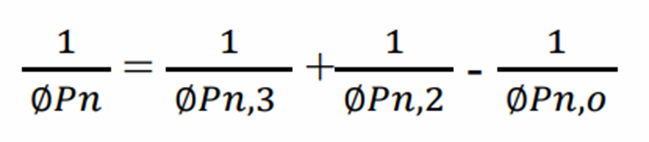 1/∅Pn = 1/∅Pn,3 + 1/∅Pn,2 - 1/∅Pn,o